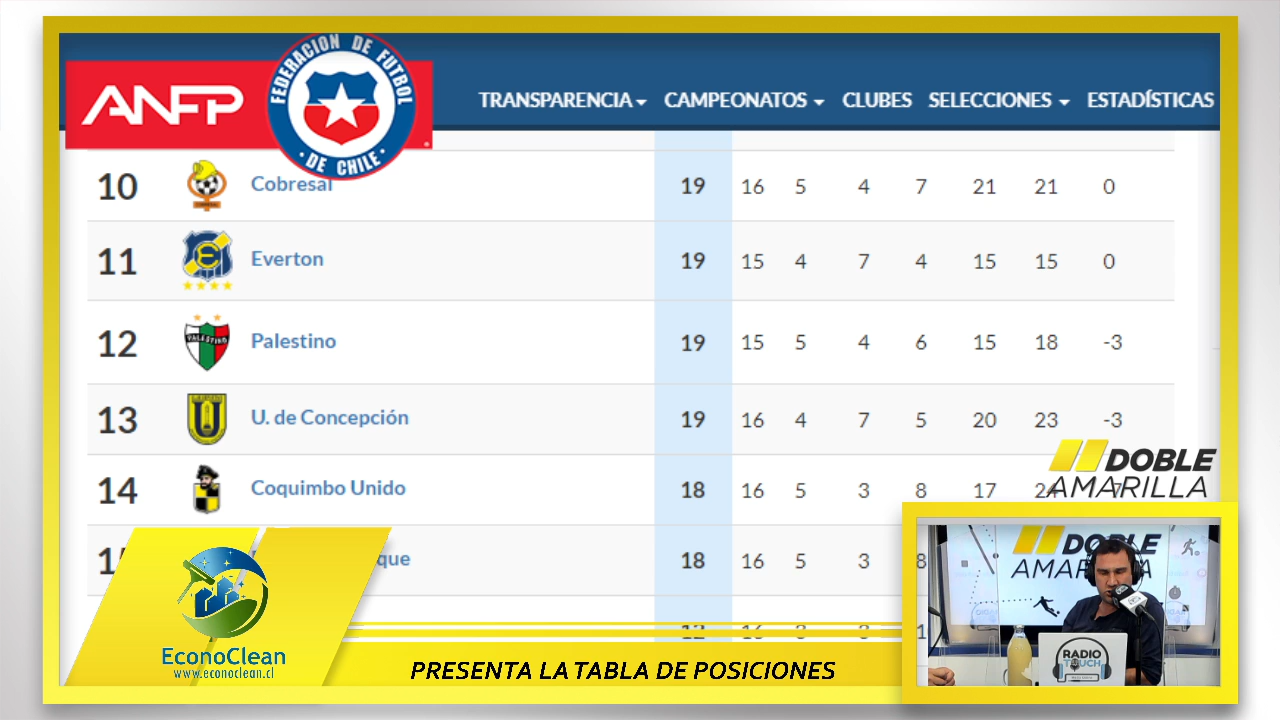 ANFP
FEDERACION DE FUTBOL
DE CHILE
TRANSPARENCIA CAMPEONATOS CLUBES SELECCIONES ESTADÍSTICAS
10 Cobresal 19 16 5 4 7 21 21 0
11 Everton 19 15 4 7 4 15 15 0
12 PALESTINO Palestino 19 15 5 4 6 15 18 -3
13 U. de Concepción 19 16 4 7 5 20 23 -3
14 Coquimbo Unido 18 16 5 3 8 17
18 16 5 3 8
DOBLE
AMARILLA
DOBLE
EconoClean
www.econoclean.cl
PRESENTA LA TABLA DE POSICIONES
RADIO